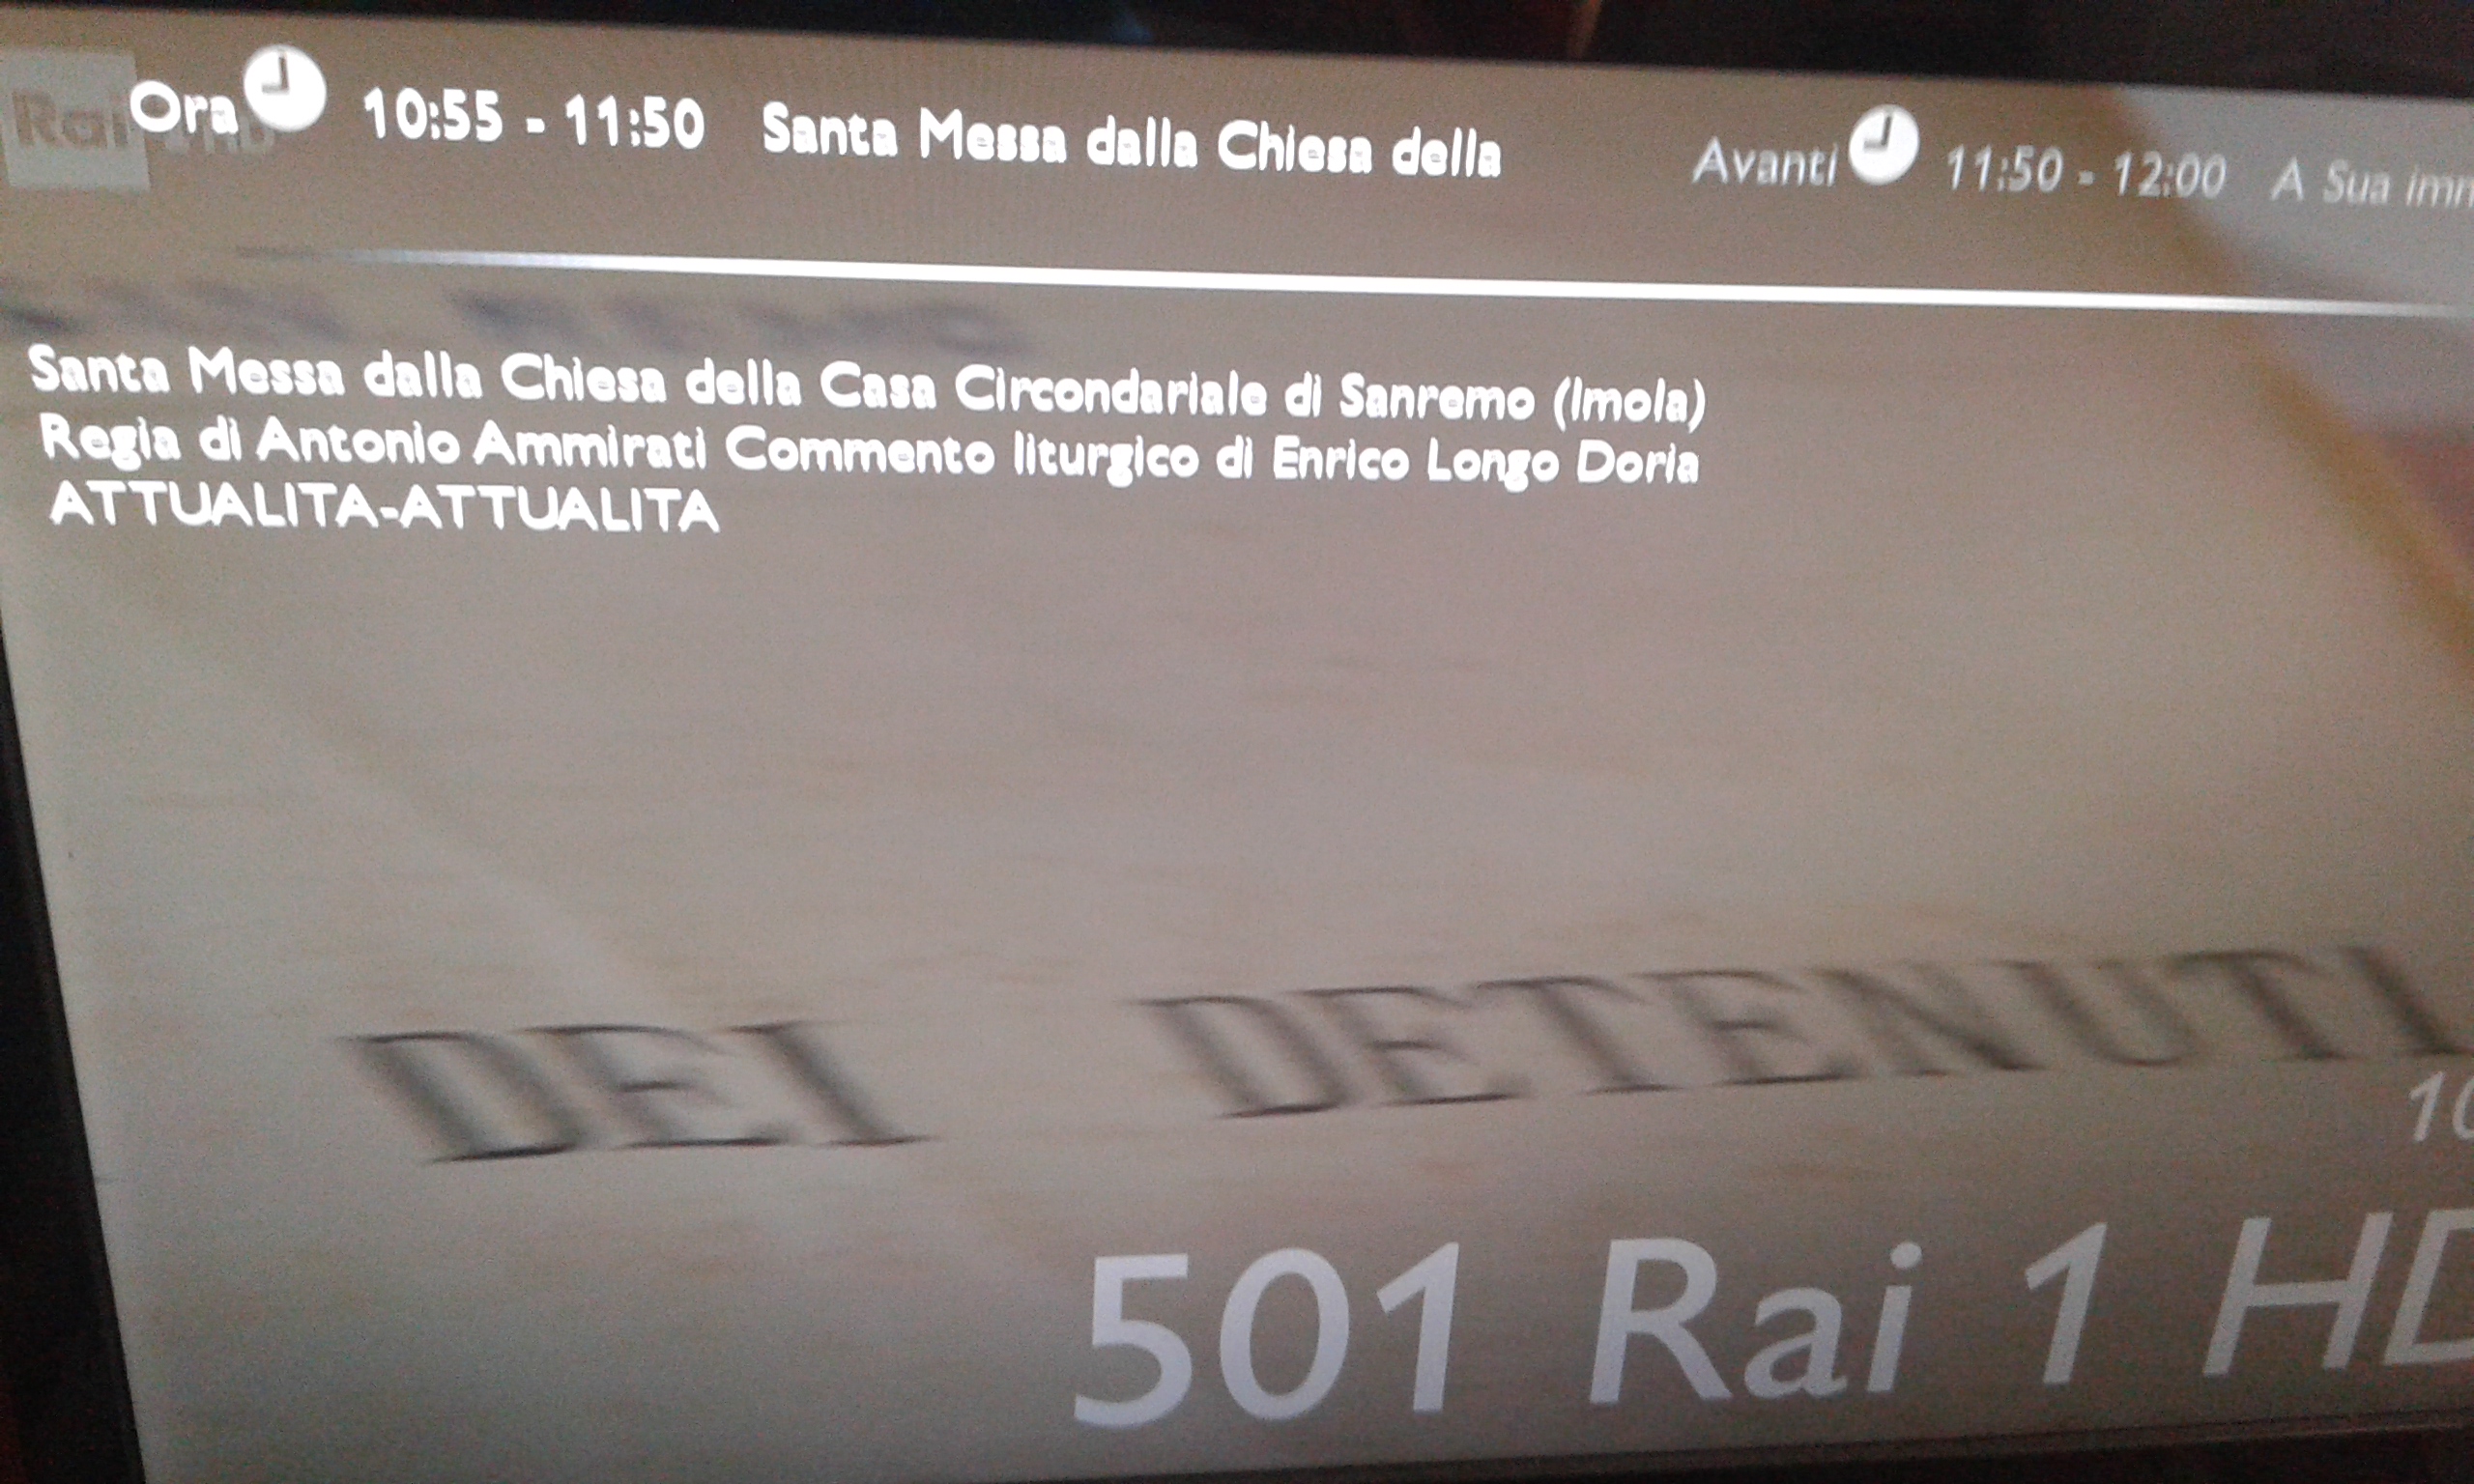 Rai Ora 10:55 - 11:50 Santa Messa dalla Chiesa della Avanti 11:50 - 12:00 A Sua
Santa Messa dalla Chiesa della Casa Circondariale di Sanremo (Imola)
Regia di Antonio Ammirati Commento liturgico di Enrico Longo Doria
ATTUALITA-ATTUALITA
DEI DETENUTI
501 Rai 1 HD